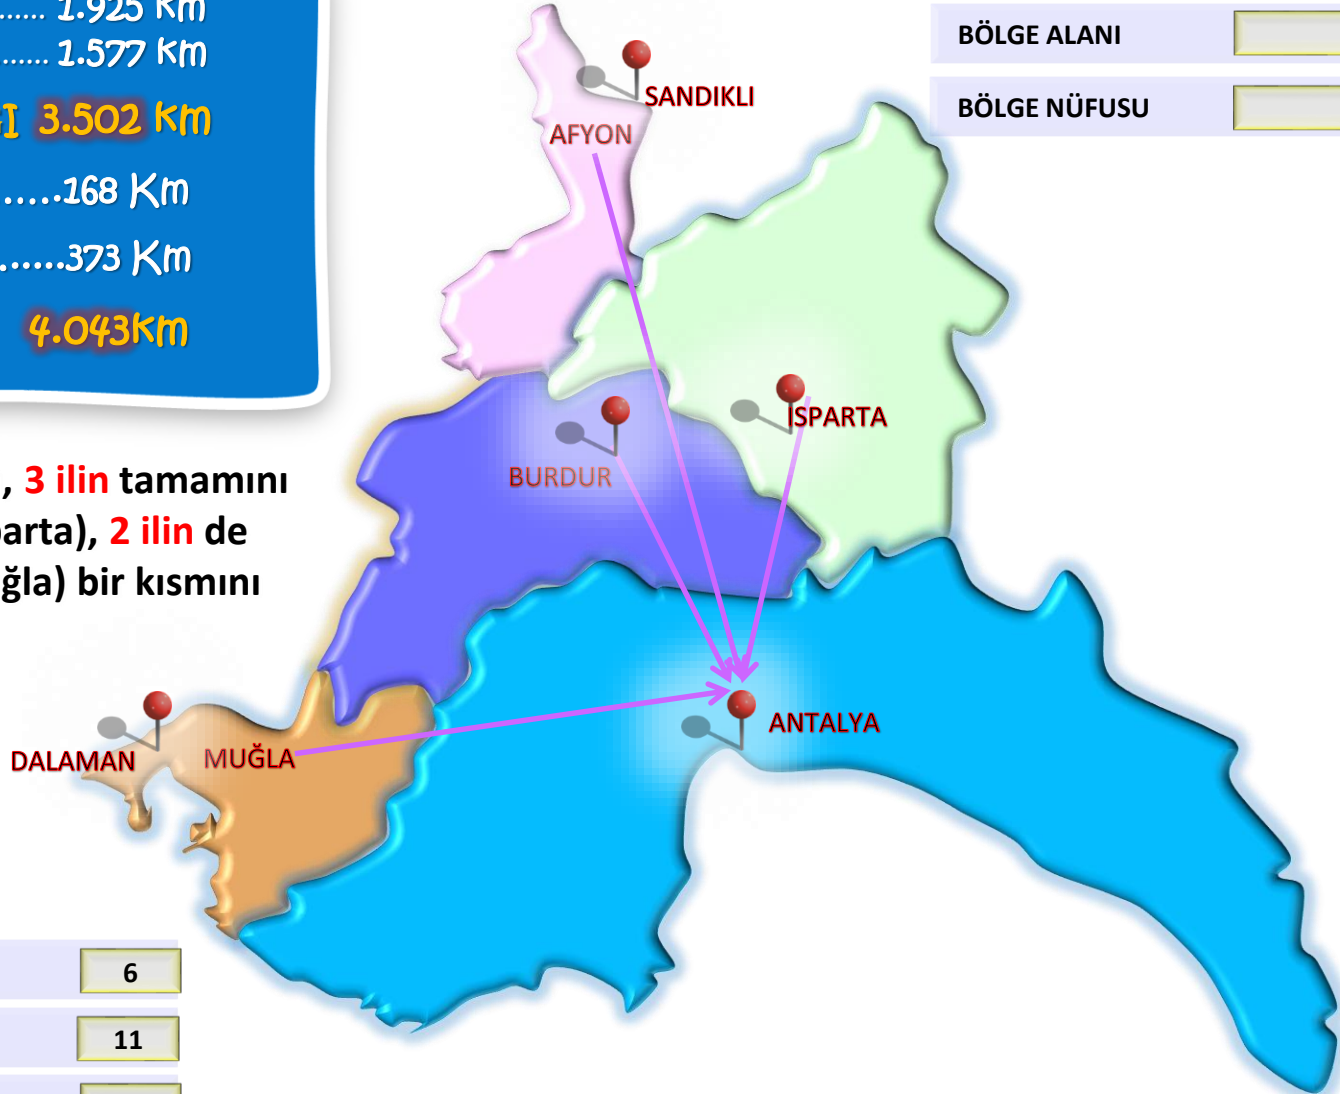 1.925 Km
1.577 Km
3.502 Km
168 Km
373 Km
4.043Km
BÖLGE ALANI
BÖLGE NÜFUSU
SANDIKLI
AFYON
ISPARTA
BURDUR
, 3 ilin tamamını
parta), 2 ilin de
ğla) bir kısmını
ANTALYA
DALAMAN
MUĞLA
6
11